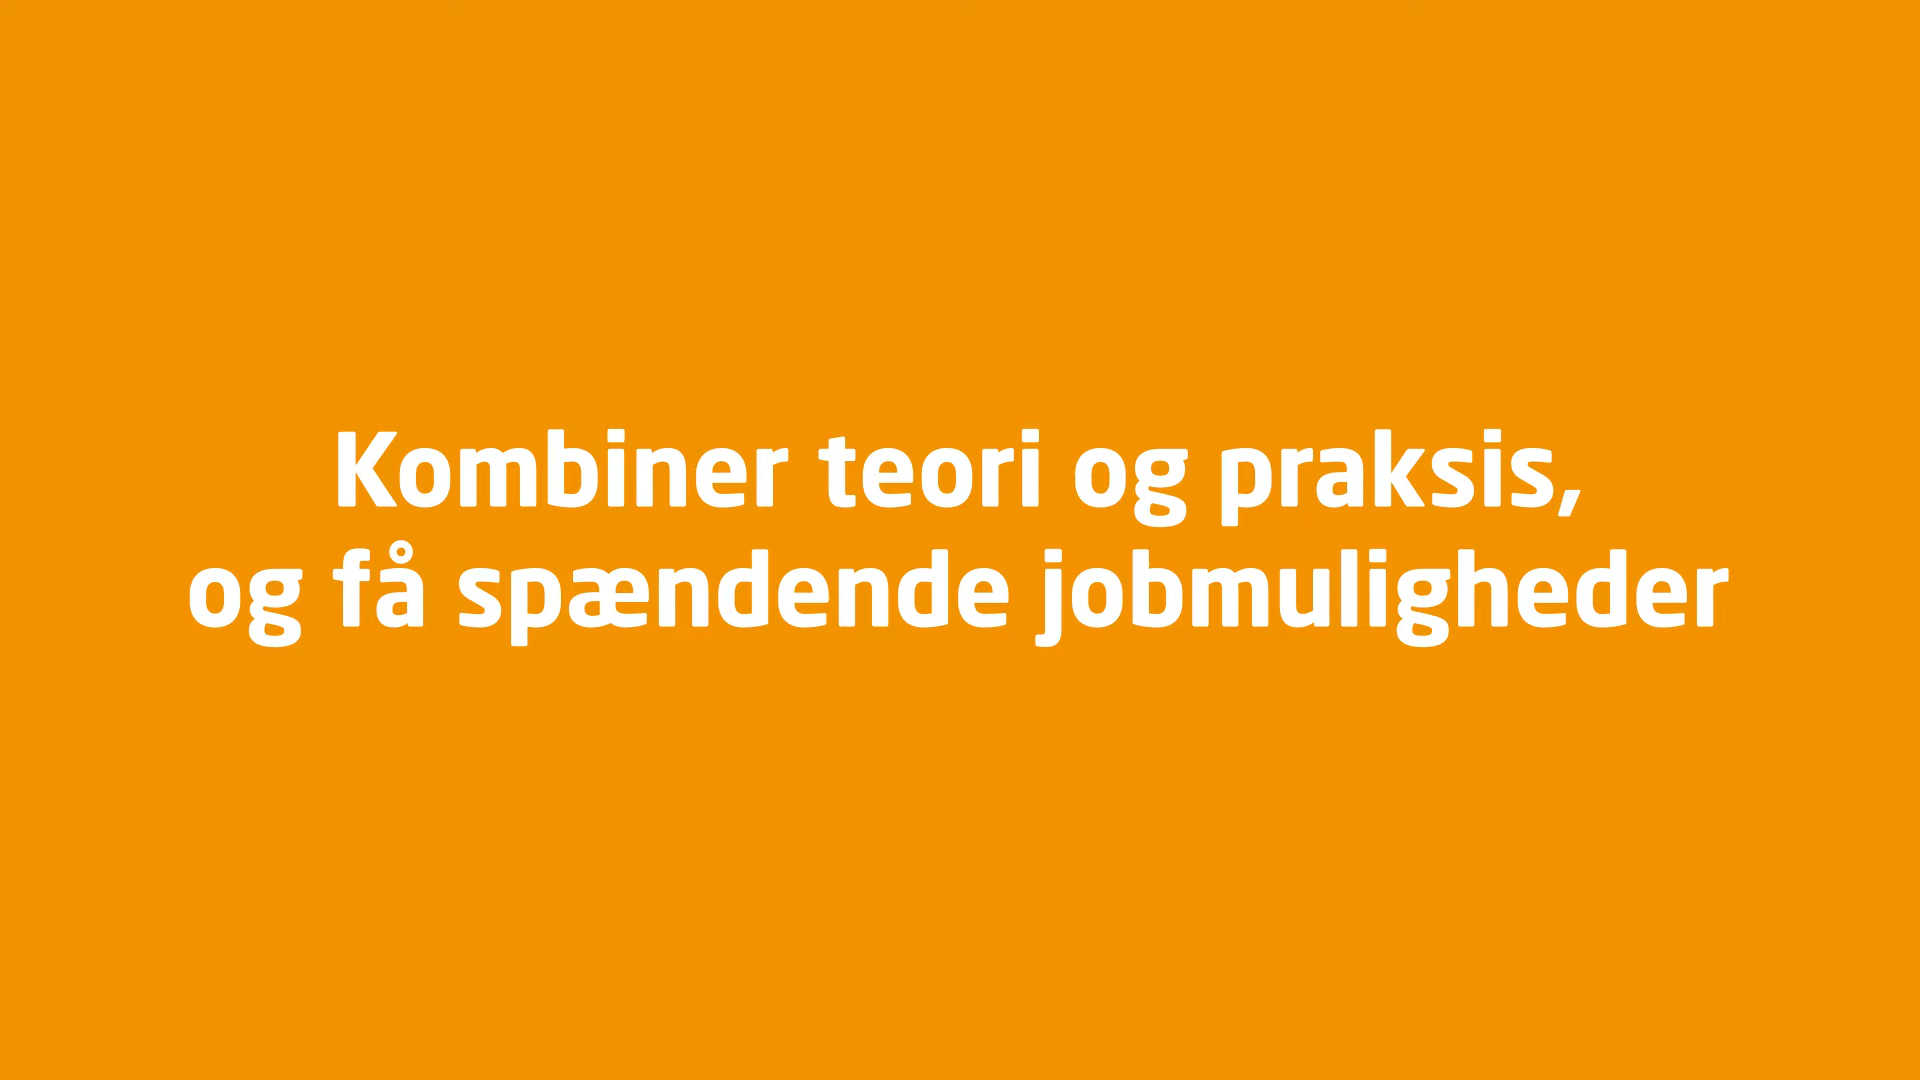 Kombiner teori og praksis,
og få spændende jobmuligheder